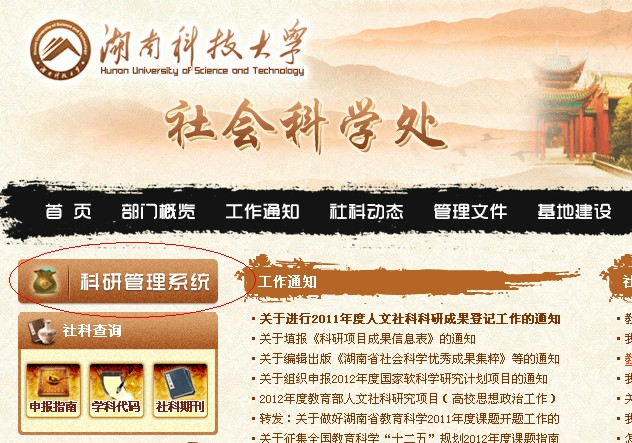 湖南科技大学
Hunan University of Science and Technology
社会科学处
首 页 部门概览 工作通知 社科动态 管理文件 基地建设
科研管理系统
工作通知
社科查询
申报指南 学科代码 社科期刊
关于进行2011年度人文社科科研成果登记工作的通知
关于填报《科研项目成果信息表》的通知
关于编辑出版《湖南省社会科学优秀成果集粹》等的通知
关于组织申报2012年度国家软科学研究计划项目的通知
2012年度教育部人文社科研究项目（高校思想政治工作）
转发：关于做好湖南省教育科学2011年度课题开题工作的
关于征集全国教育科学“十二五”规划2012年度课题指南